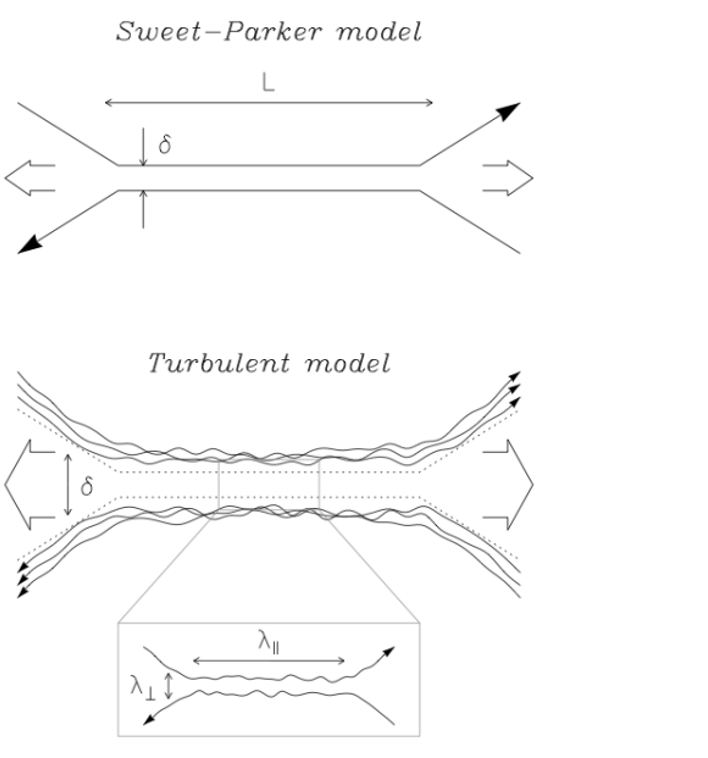 Sweet-Parker model
L
δ
Turbulent model
δ
λ∥
λ⊥